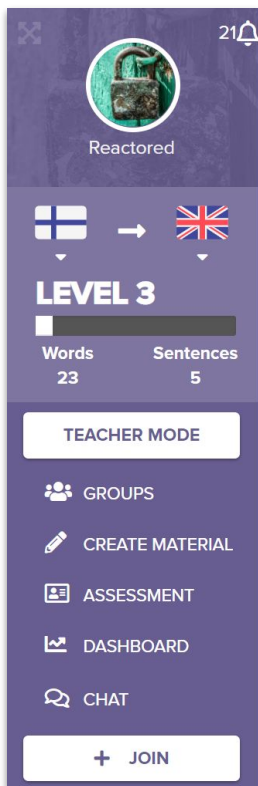 21
Reactored
LEVEL 3
Words Sentences
23 5
TEACHER MODE
GROUPS
CREATE MATERIAL
ASSESSMENT
DASHBOARD
CHAT
+ JOIN